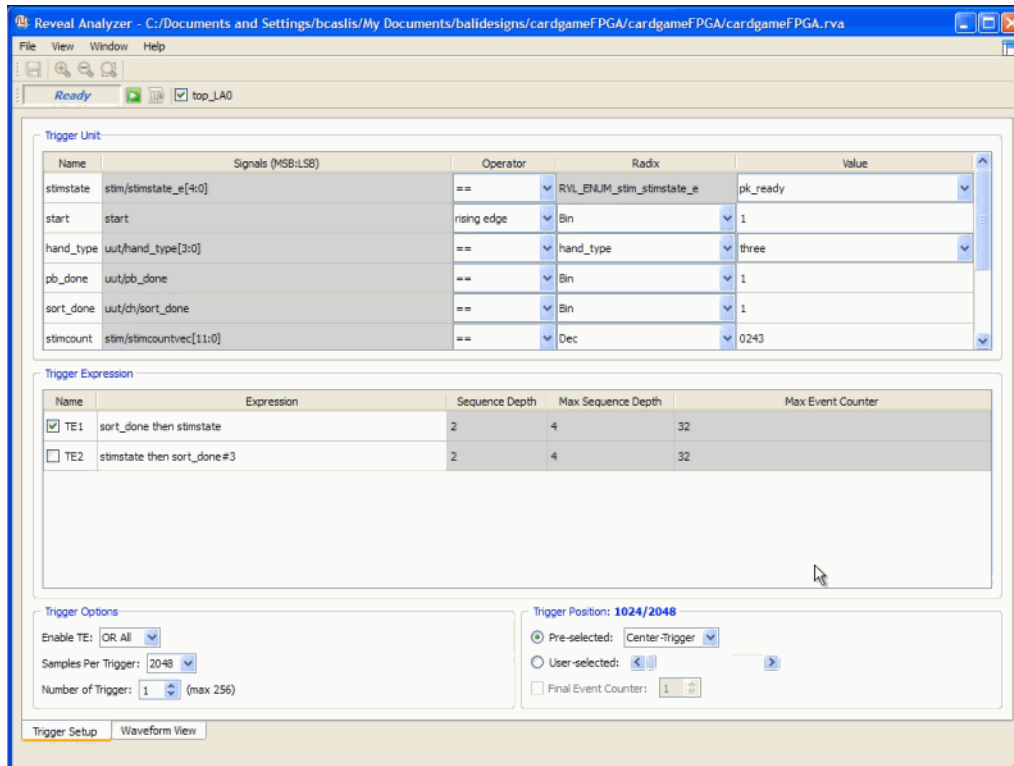 Reveal Analyzer - C:/Documents and Settings/bcaslis/My Documents/balidesigns/cardgameFPGA/cardgameFPGA/cardgameFPGA.rva
File View Window Help
Ready top_LA0
Trigger Unit
Name Signals (MSB:LSB) Operator Radix Value
stimstate stim/stimstate_e[4:0] == RVL_ENUM_stim_stimstate_e pk_ready
start start rising edge Bin 1
hand_type uut/hand_type[3:0] == hand_type three
pb_done uut/pb_done == Bin 1
sort_done uut/ch/sort_done == Bin 1
stimcount stim/stimcountvec[11:0] == Dec 0243
Trigger Expression
Name Expression Sequence Depth Max Sequence Depth Max Event Counter
TE1 sort_done then stimstate 2 4 32
TE2 stimstate then sort_done#3 2 4 32
Trigger Options
Enable TE: OR All
Samples Per Trigger: 2048
Number of Trigger: 1 (max 256)
Trigger Position: 1024/2048
Pre-selected: Center-Trigger
User-selected:
Final Event Counter: 1
Trigger Setup Waveform View